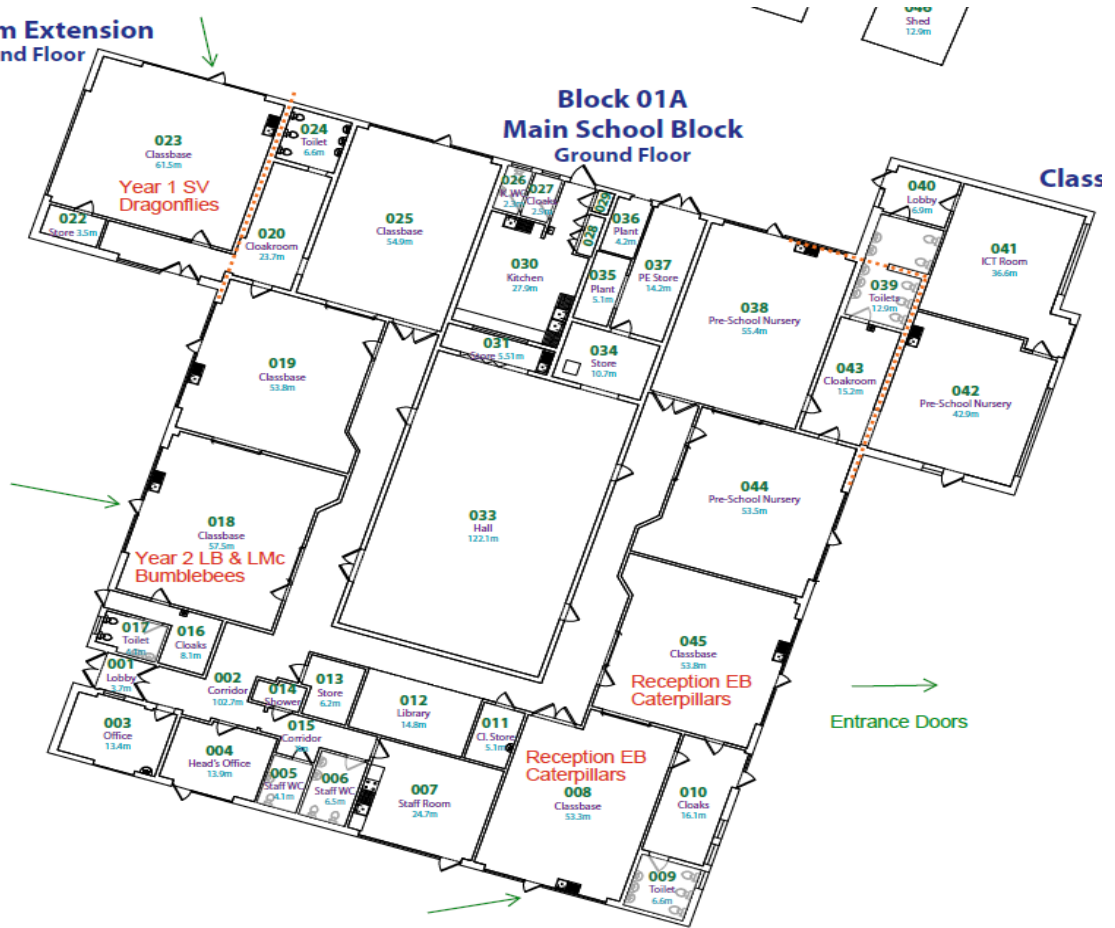 m Extension
nd Floor
046
Shed
12.9m
Block 01A
Main School Block
Ground Floor
Class
023
Classbase
61.5m
Year 1 SV
Dragonflies
022
Store 3.5m
024
Toilet
6.6m
020
Cloakroom
23.7m
025
Classbase
54.9m
026
2.3m
027
Cloaks
2.9m
029
028
036
Plant
4.2m
030
Kitchen
27.9m
035
Plant
5.1m
037
PE Store
14.2m
031
Store 5.51m
034
Store
10.7m
038
Pre-School Nursery
55.4m
040
Lobby
6.9m
041
ICT Room
36.6m
039
Toilets
12.9m
043
Cloakroom
15.2m
042
Pre-School Nursery
42.9m
019
Classbase
53.8m
018
Classbase
57.5m
Year 2 LB & LMc
Bumblebees
033
Hall
122.1m
044
Pre-School Nursery
53.5m
045
Classbase
53.8m
Reception EB
Caterpillars
Entrance Doors
017
Toilet
016
Cloaks
8.1m
001
Lobby
3.7m
002
Corridor
102.7m
014
Shower
013
Store
6.2m
012
Library
14.8m
011
Cl. Store
5.1m
003
Office
13.4m
004
Head's Office
13.9m
015
Corridor
005
Staff WC
4.1m
006
Staff WC
6.5m
007
Staff Room
24.7m
Reception EB
Caterpillars
008
Classbase
53.3m
010
Cloaks
16.1m
009
Toilet
6.6m